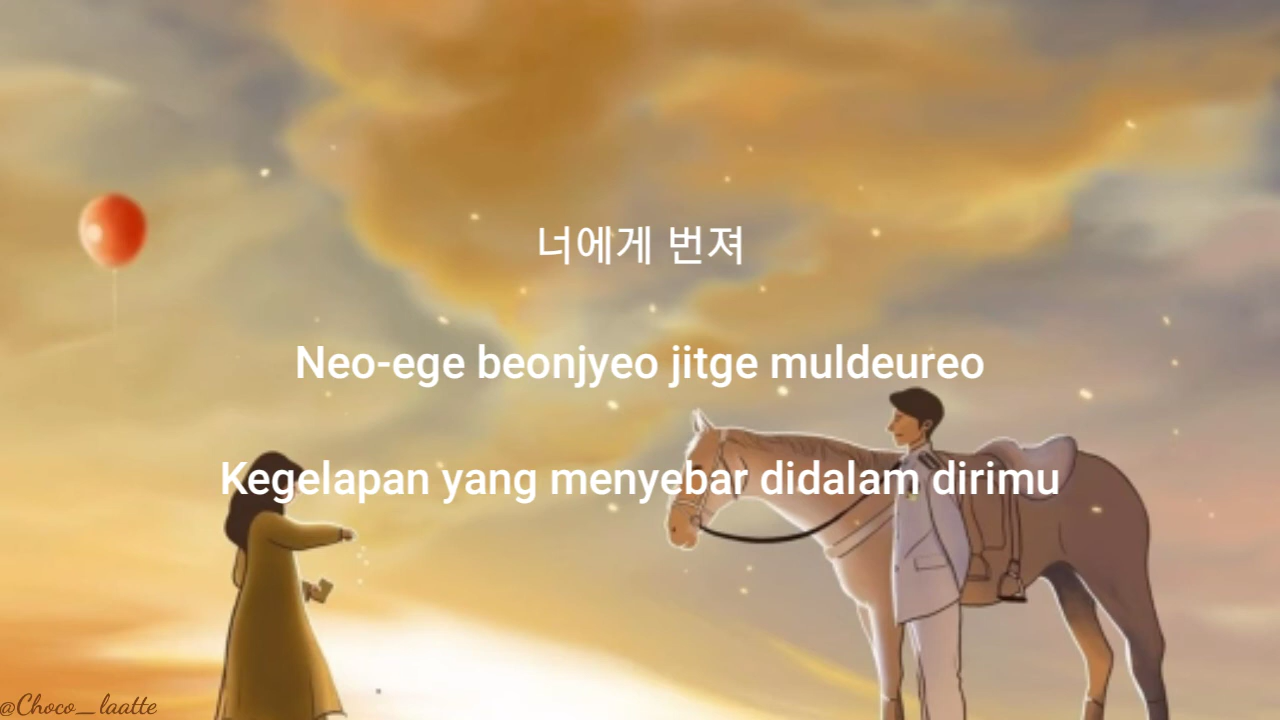 너에게 번져
Neo-ege beonjyeo jitge muldeureo
Kegelapan yang menyebar didalam dirimu
@Choco_laatte